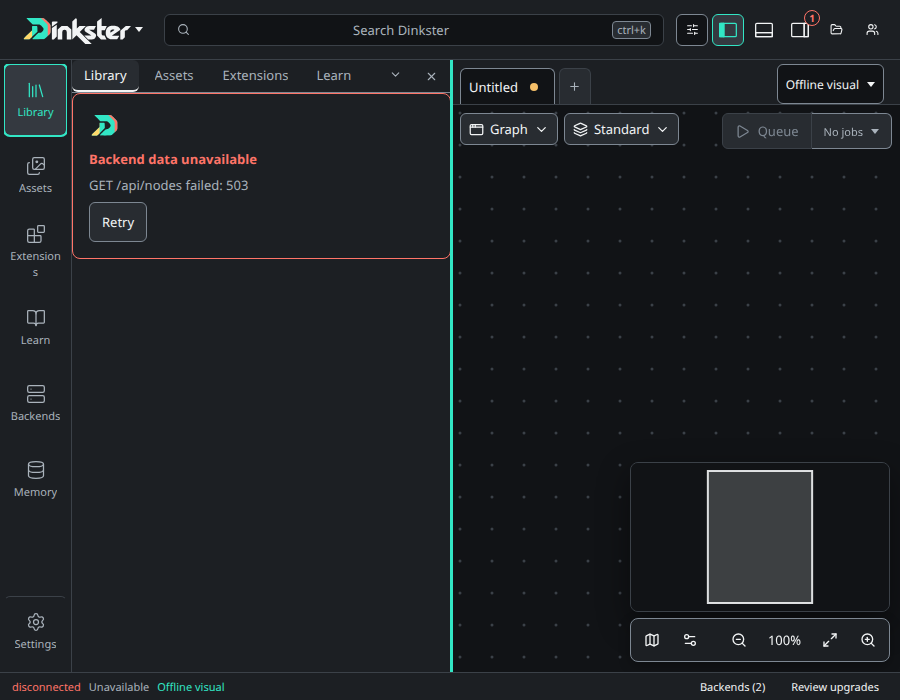 Dinkster
Search Dinkster
ctrl+k
1
Library
Assets
Extension
s
Learn
Backends
Memory
Settings
Library
Assets
Extensions
Learn
Backend data unavailable
GET /api/nodes failed: 503
Retry
Untitled
Offline visual
Graph
Standard
Queue
No jobs
100%
disconnected
Unavailable
Offline visual
Backends (2)
Review upgrades